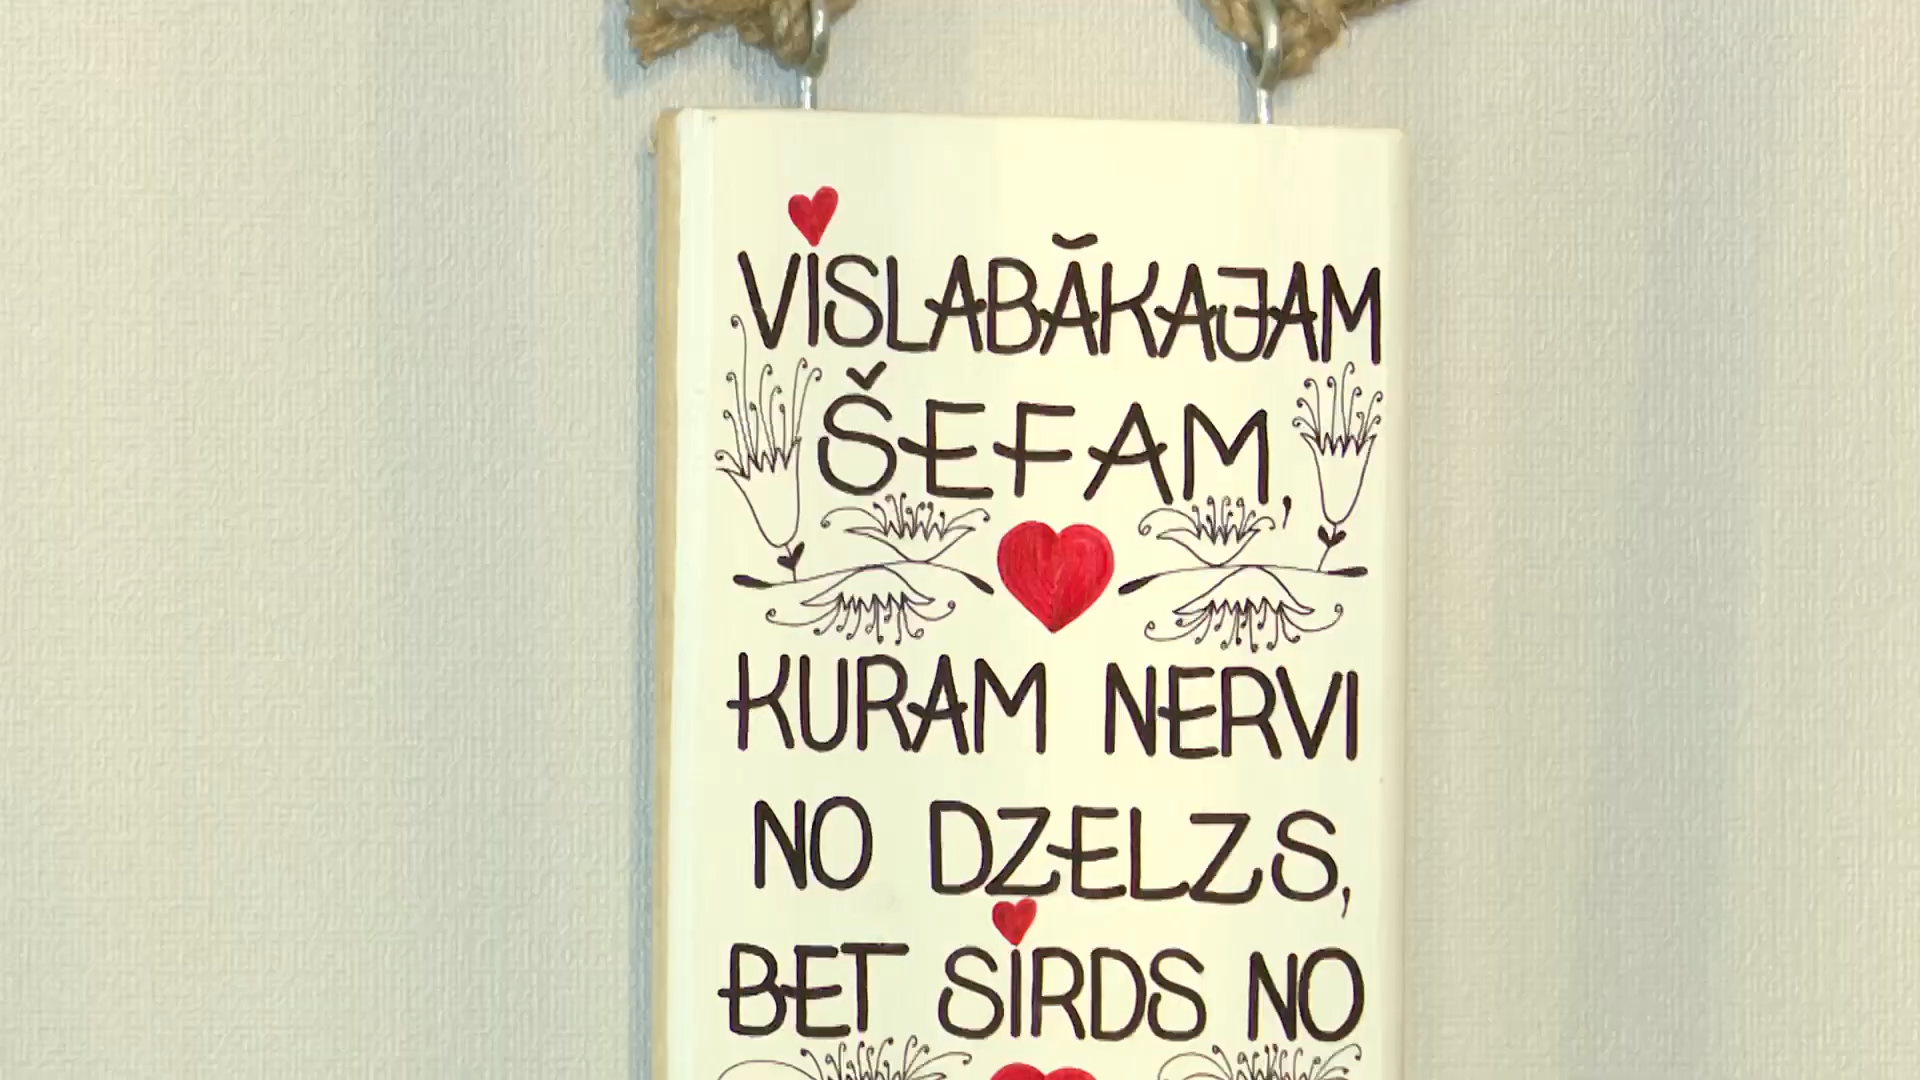 VISLABĀKAJAM
ŠEFAM,
KURAM NERVI
NO DZELZS,
BET SIRDS NO